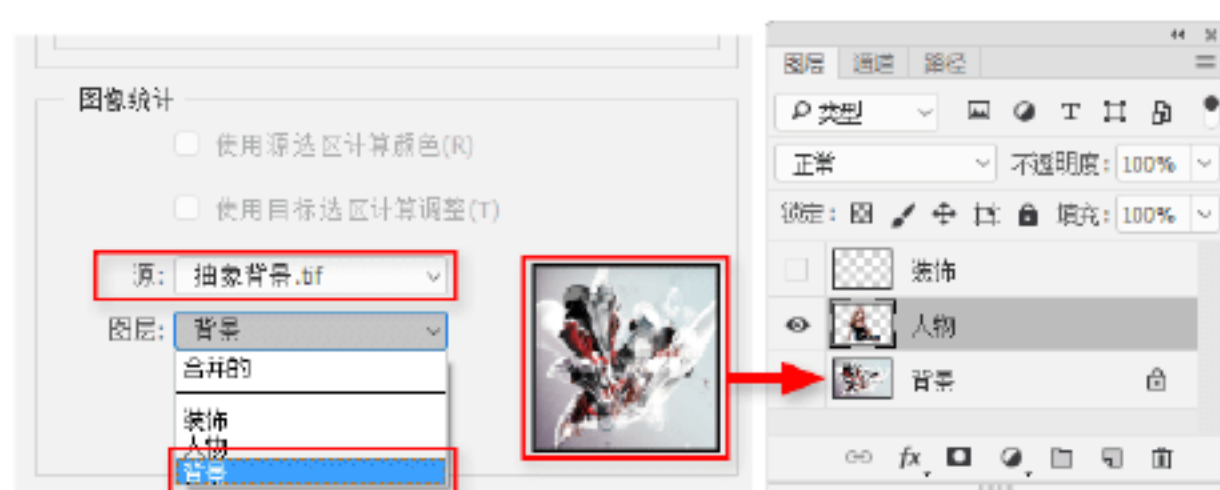 图像统计
使用源选区计算颜色(R)
使用目标选区计算调整(T)
源: 抽象背景.tif
图层: 背景
合并的
装饰
人物
背景
图层 通道 路径
类型 T
正常 不透明度: 100%
锁定: 填充: 100%
装饰
人物
背景
fx